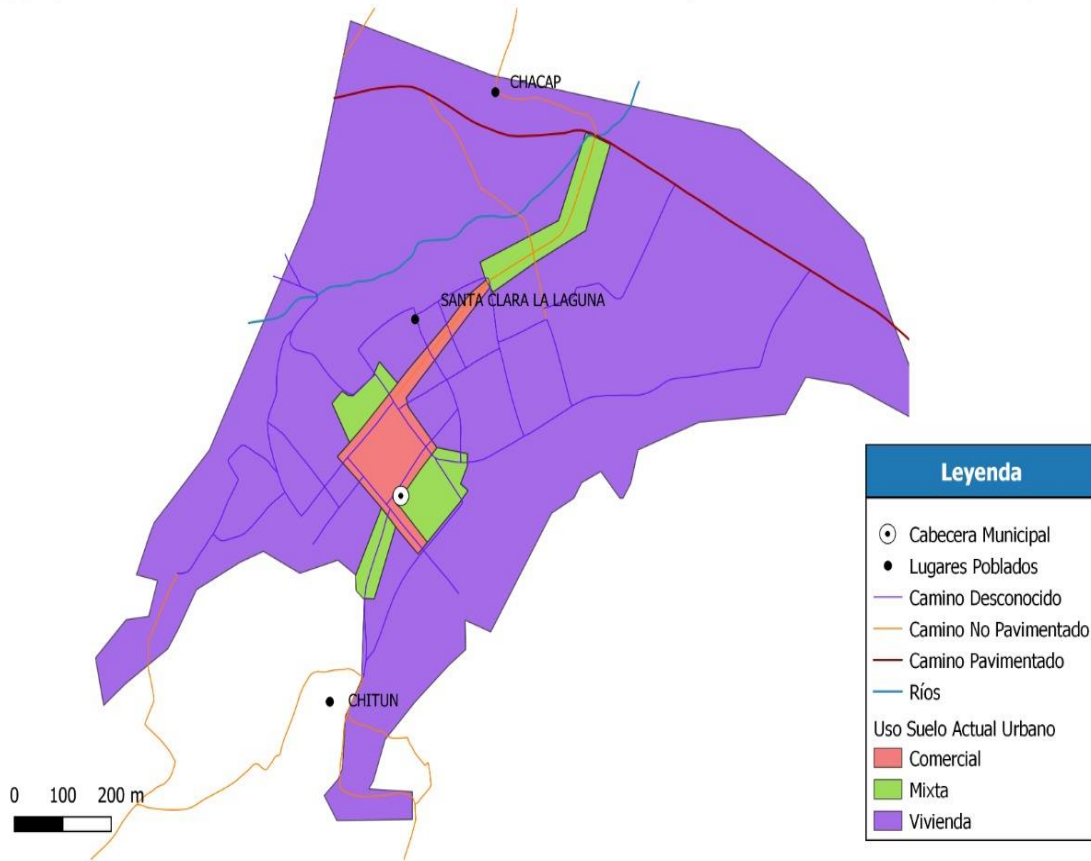 CHACAP
SANTA CLARA LA LAGUNA
CHITUN
0 100 200 m
Leyenda
Cabecera Municipal
Lugares Poblados
Camino Desconocido
Camino No Pavimentado
Camino Pavimentado
Ríos
Uso Suelo Actual Urbano
Comercial
Mixta
Vivienda